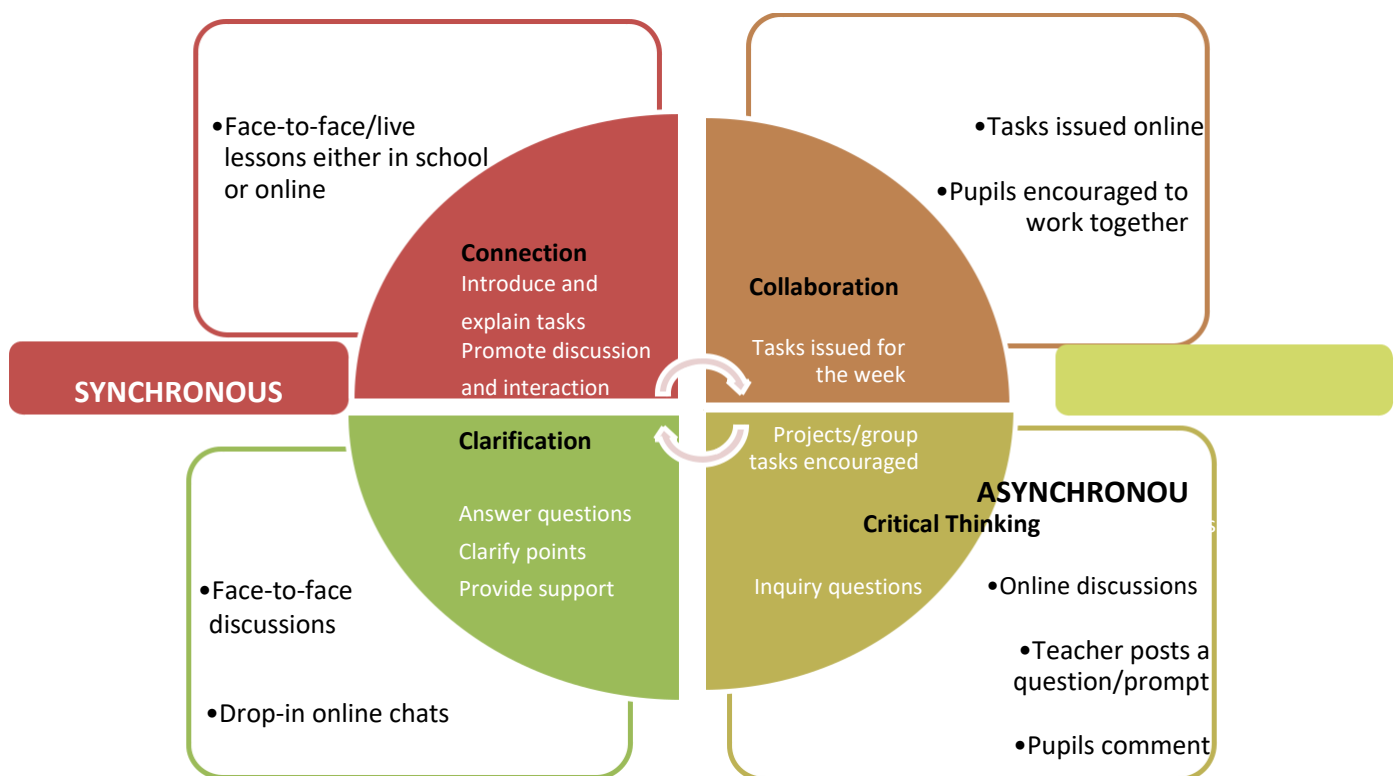 •Face-to-face/live
lessons either in school
or online
Connection
Introduce and
explain tasks
Promote discussion
and interaction
Collaboration
Tasks issued for
the week
•Tasks issued online
•Pupils encouraged to
work together
SYNCHRONOUS
Clarification
Answer questions
Clarify points
Provide support
•Face-to-face
discussions
•Drop-in online chats
Projects/group
tasks encouraged
ASYNCHRONOU
Critical Thinking s
Inquiry questions
•Online discussions
•Teacher posts a
question/prompt
•Pupils comment